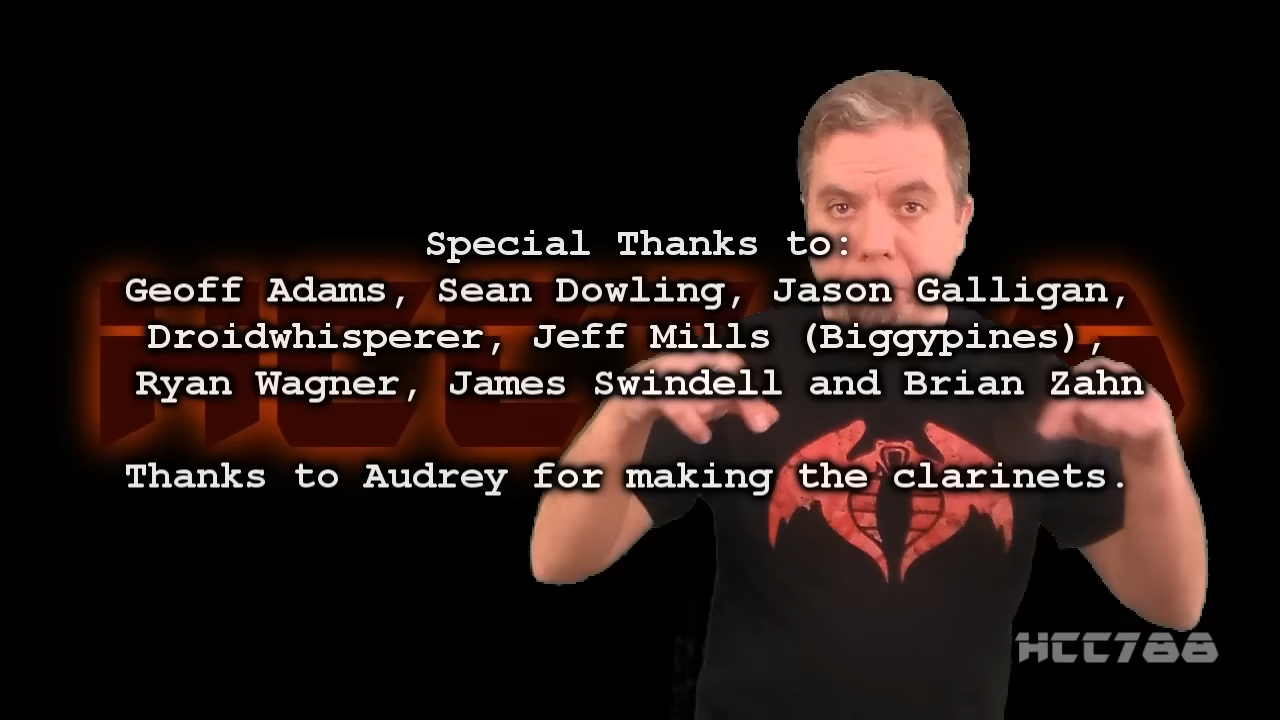 Special Thanks to:
Geoff Adams, Sean Dowling, Jason Galligan,
Droidwhisperer, Jeff Mills (Biggypines),
Ryan Wagner, James Swindell and Brian Zahn
Thanks to Audrey for making the clarinets.
HCC788